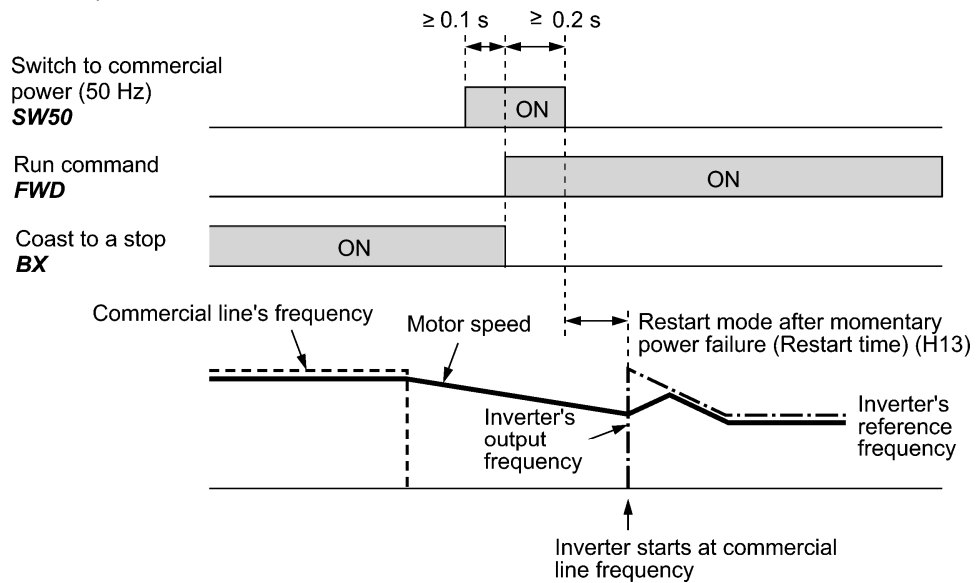 ≥ 0.1 s
≥ 0.2 s
Switch to commercial
power (50 Hz)
SW50
ON
Run command
FWD
ON
Coast to a stop
BX
ON
Commercial line's frequency
Motor speed
Restart mode after momentary
power failure (Restart time) (H13)
Inverter's
output
frequency
Inverter's
reference
frequency
Inverter starts at commercial
line frequency